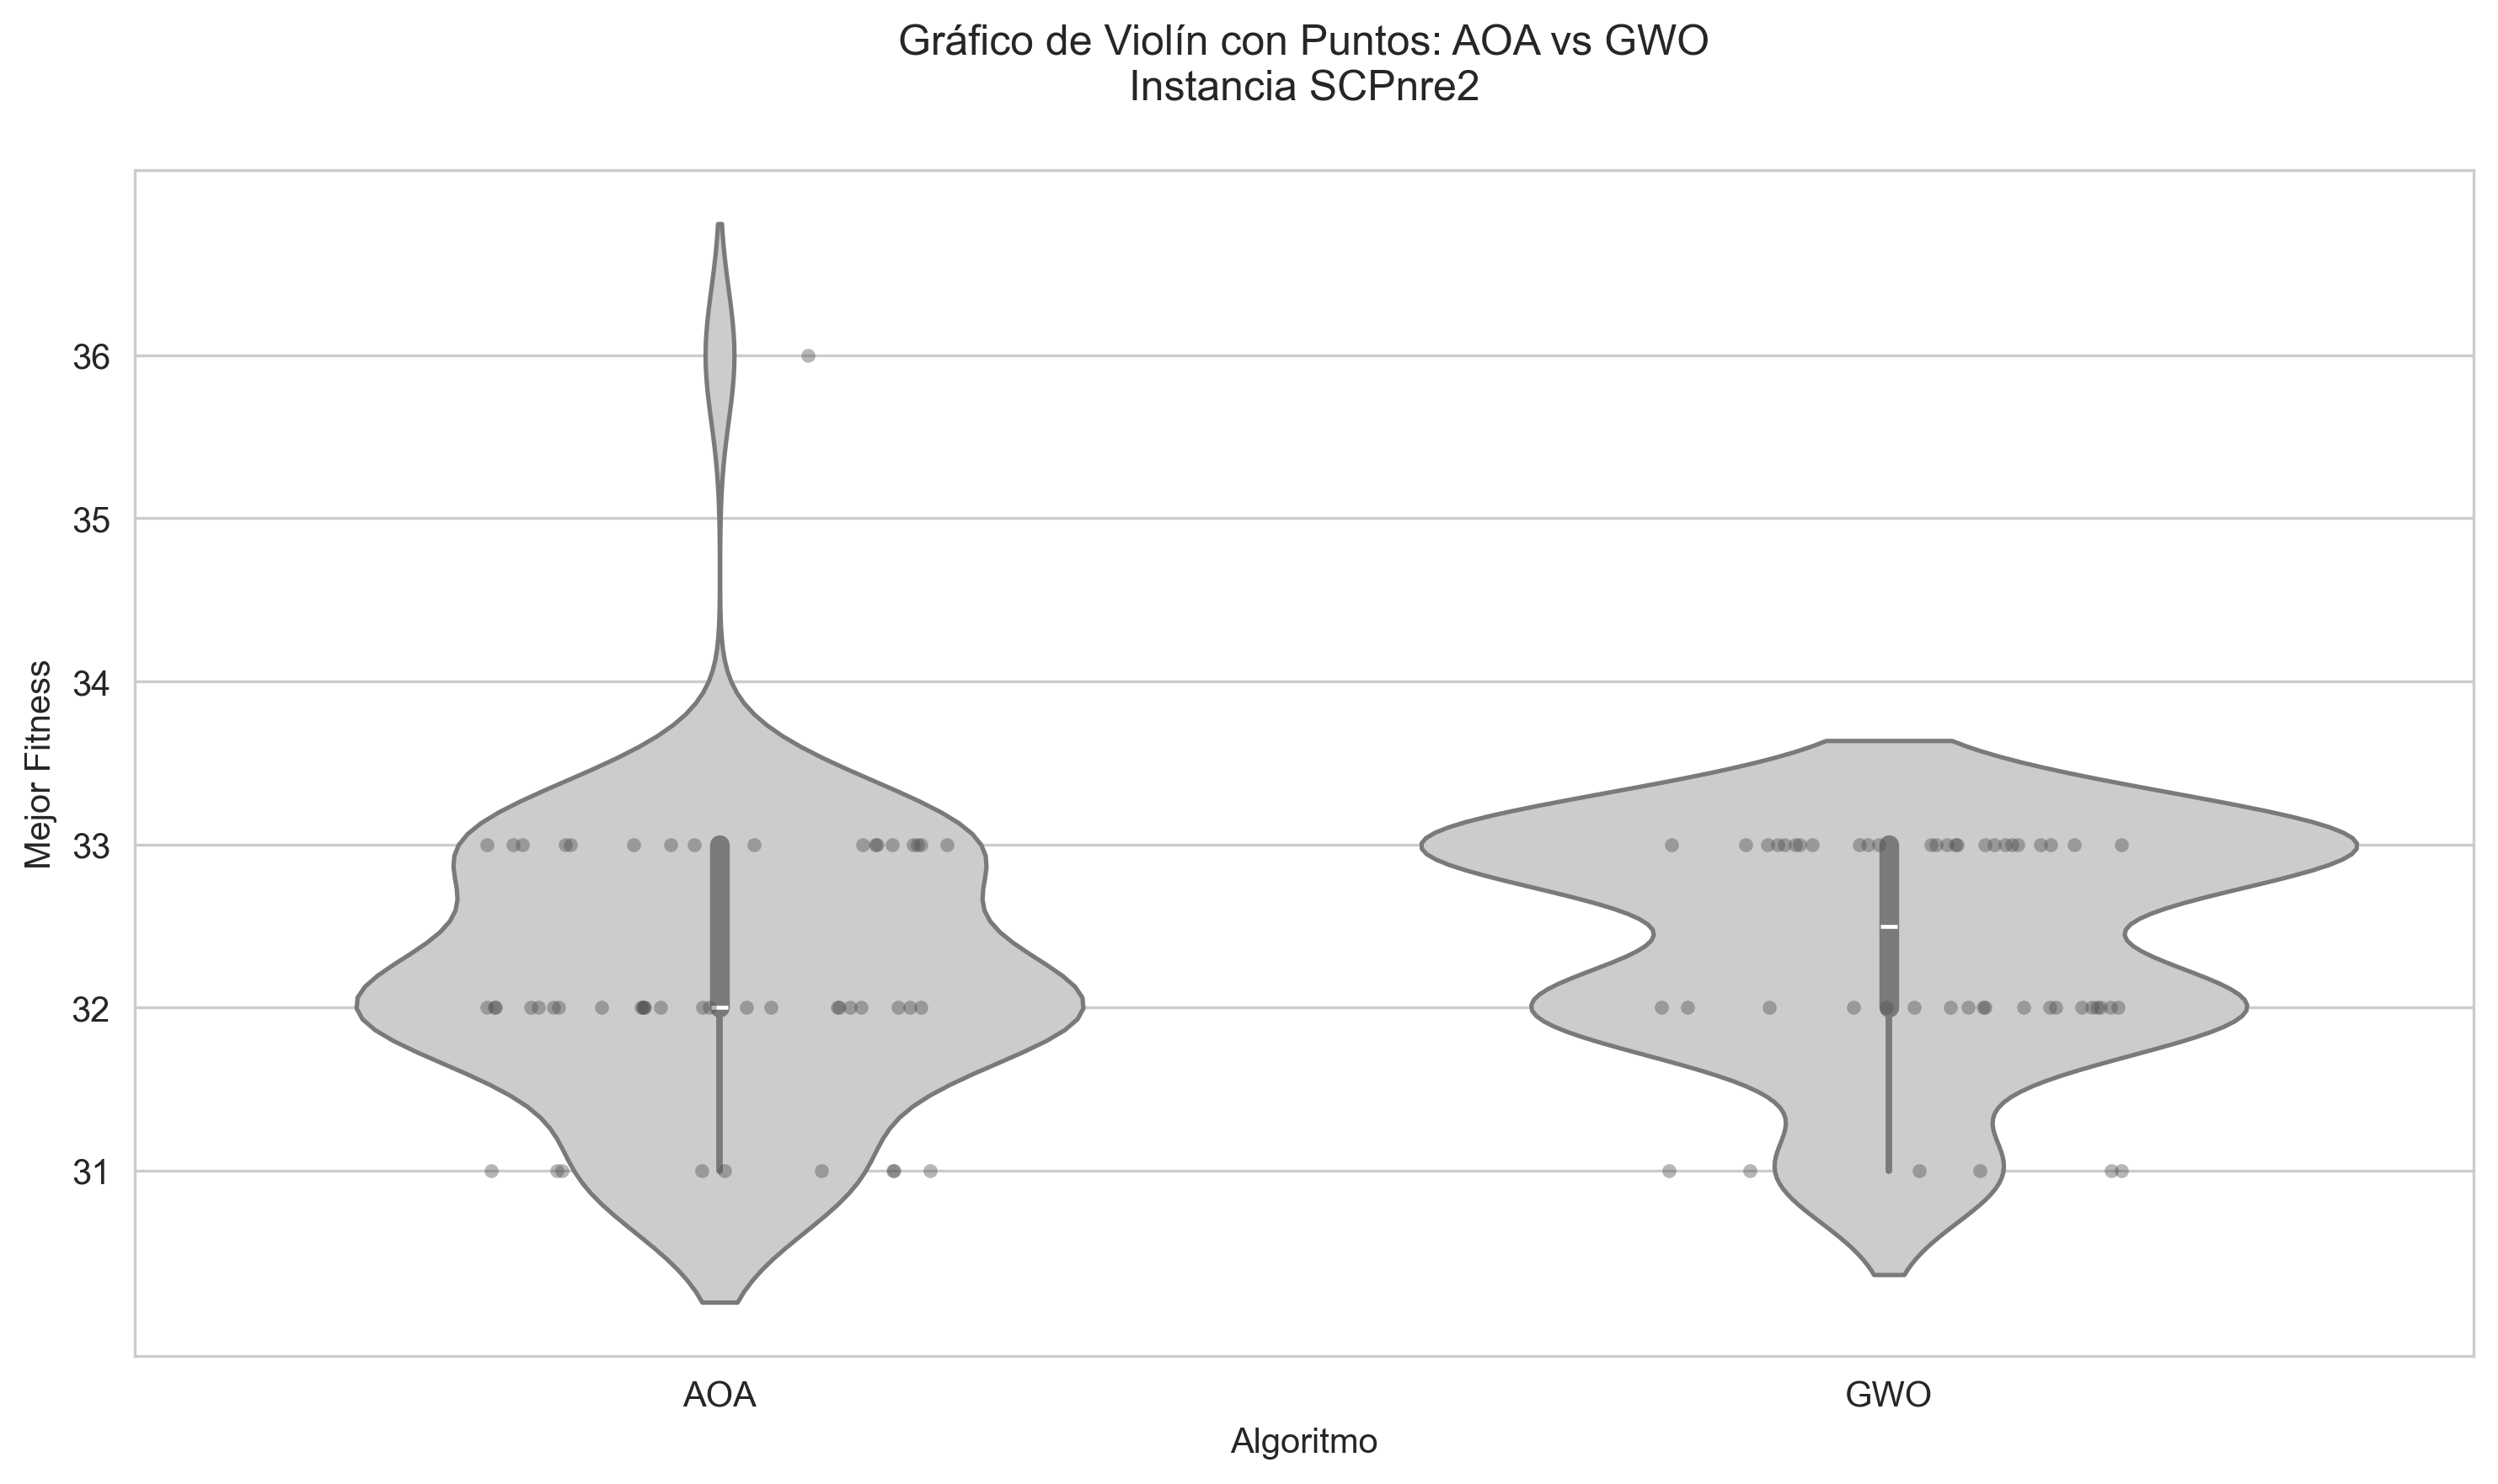 Gráfico de Violín con Puntos: AOA vs GWO
Instancia SCPnre2
Mejor Fitness
36
35
34
33
32
31
AOA
GWO
Algoritmo